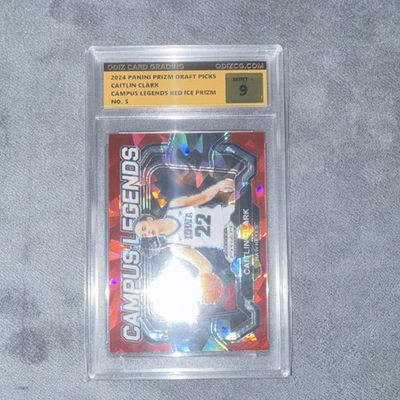 ODIZ CARD GRADING
ODIZCG.COM
2024 PANINI PRIZM DRAFT PICKS
CAITLIN CLARK
CAMPUS LEGENDS RED ICE PRIZM
NO. 5
MINT +
9
CAMPUS LEGENDS
IOWA
22
CAITLIN CLARK